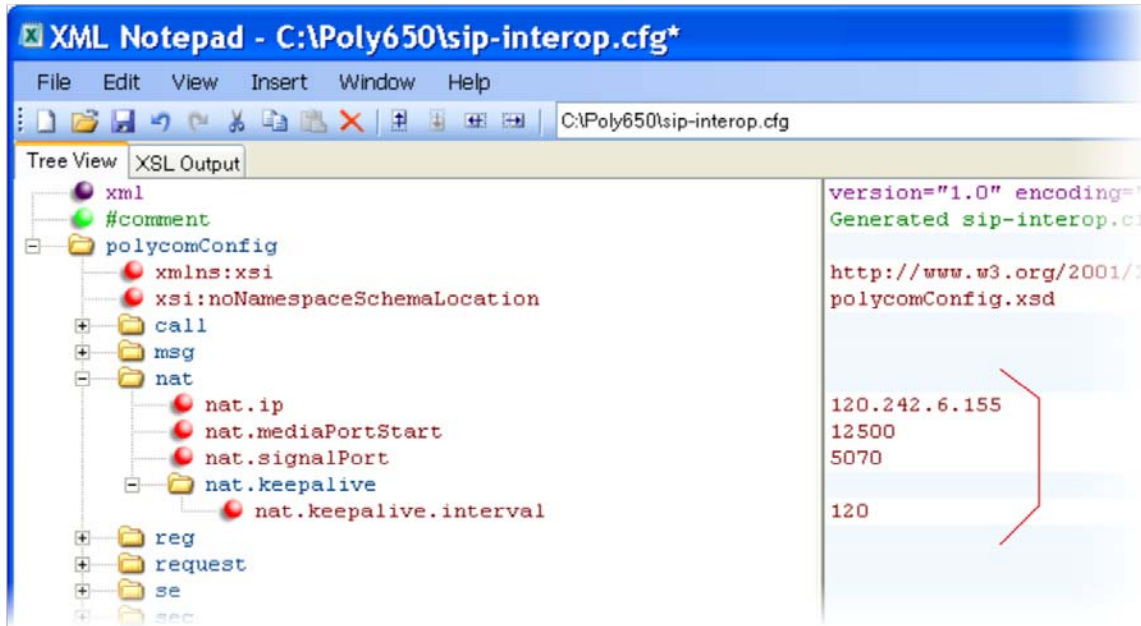 XML Notepad - C:\Poly650\sip-interop.cfg*
File Edit View Insert Window Help
C:\Poly650\sip-interop.cfg
Tree View XSL Output
xml version="1.0" encoding="
#comment Generated sip-interop.c
polycomConfig
xmlns:xsi http://www.w3.org/2001/
xsi:noNamespaceSchemaLocation polycomConfig.xsd
call
msg
nat
nat.ip 120.242.6.155
nat.mediaPortStart 12500
nat.signalPort 5070
nat.keepalive
nat.keepalive.interval 120
reg
request
se
sec